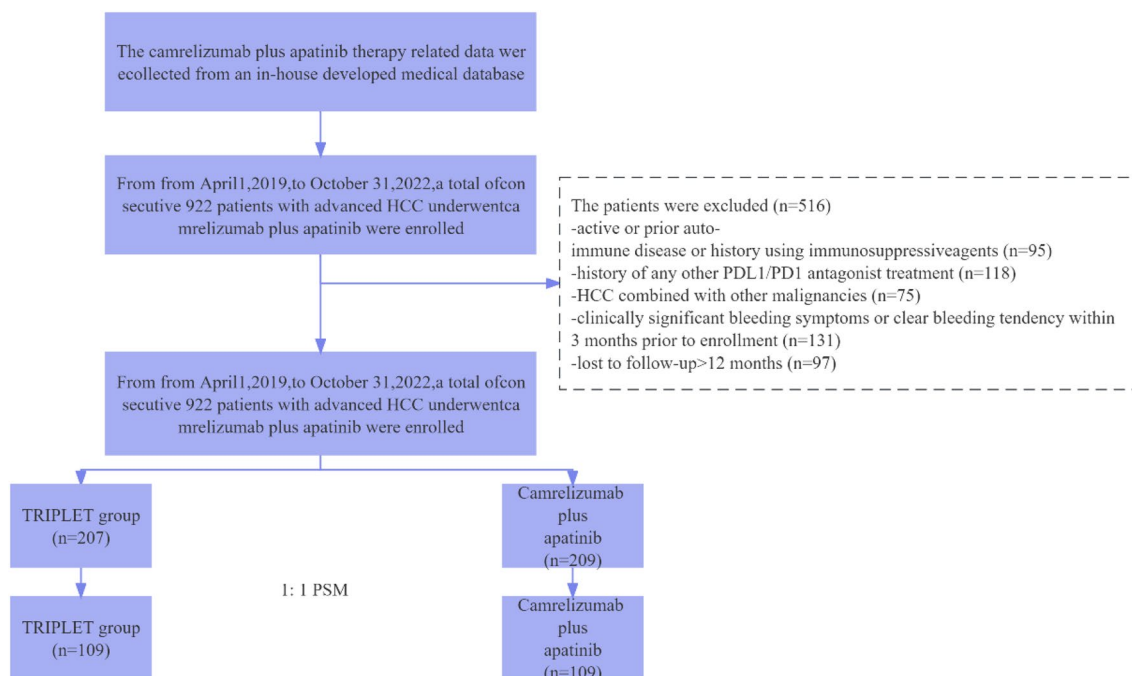 The camrelizumab plus apatinib therapy related data wer
ecollected from an in-house developed medical database
From from April1,2019,to October 31,2022,a total ofcon
secutive 922 patients with advanced HCC underwentca
mrelizumab plus apatinib were enrolled
The patients were excluded (n=516)
-active or prior auto-
immune disease or history using immunosuppressiveagents (n=95)
-history of any other PDL1/PD1 antagonist treatment (n=118)
-HCC combined with other malignancies (n=75)
-clinically significant bleeding symptoms or clear bleeding tendency within
3 months prior to enrollment (n=131)
-lost to follow-up>12 months (n=97)
From from April1,2019,to October 31,2022,a total ofcon
secutive 922 patients with advanced HCC underwentca
mrelizumab plus apatinib were enrolled
TRIPLET group
(n=207)
Camrelizumab
plus
apatinib
(n=209)
1: 1 PSM
TRIPLET group
(n=109)
Camrelizumab
plus
apatinib
(n=109)